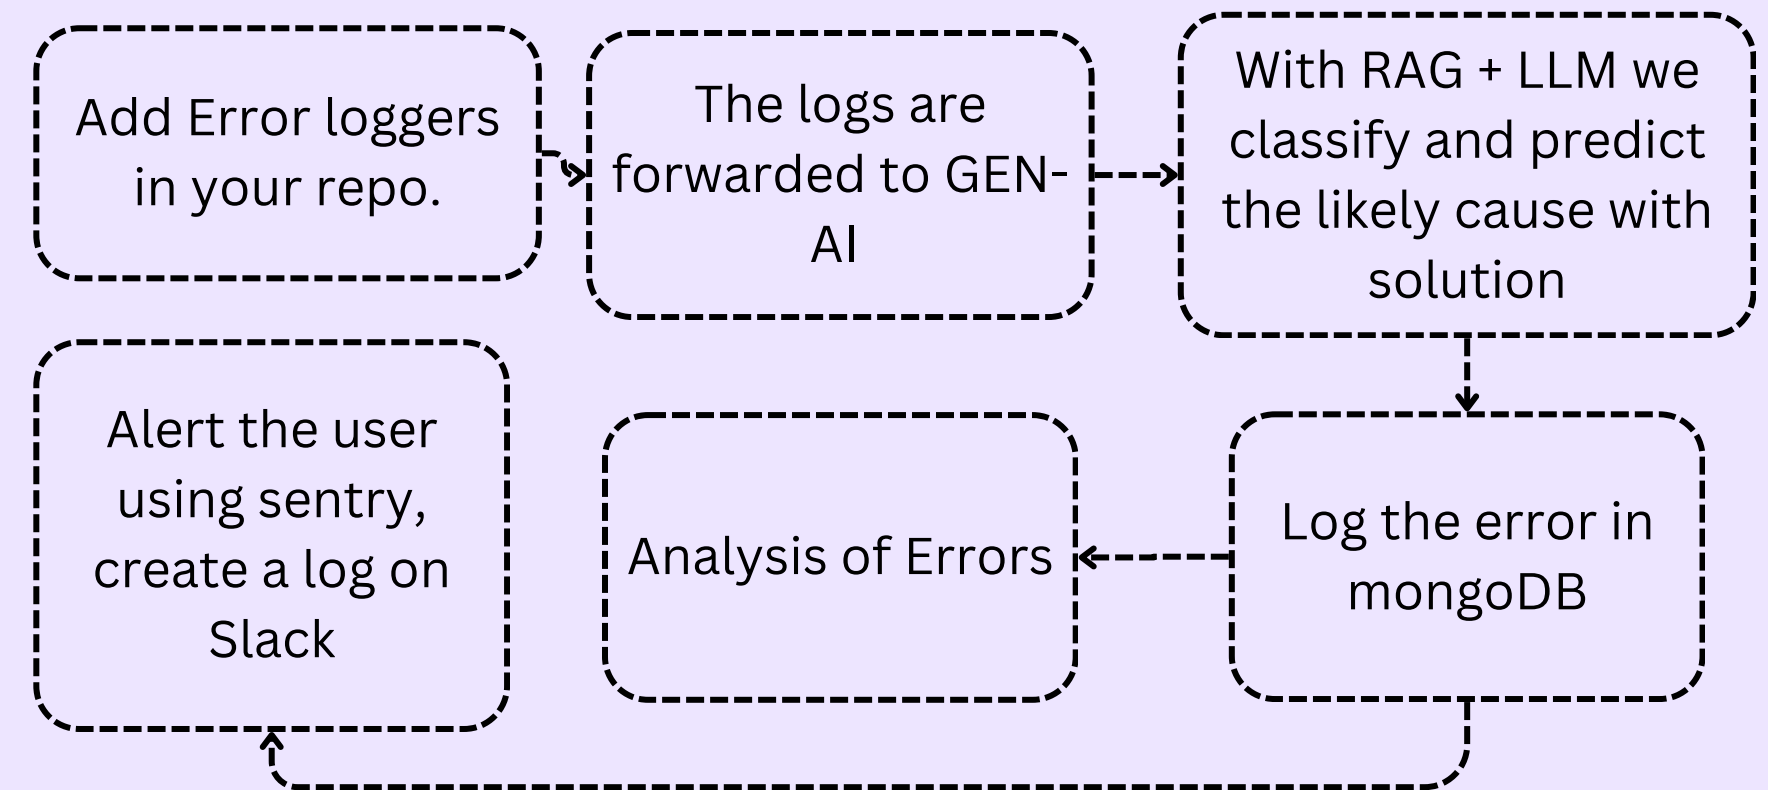 Add Error loggers
in your repo.
The logs are
forwarded to GEN-
AI
With RAG + LLM we
classify and predict
the likely cause with
solution
Alert the user
using sentry,
create a log on
Slack
Analysis of Errors
Log the error in
mongoDB